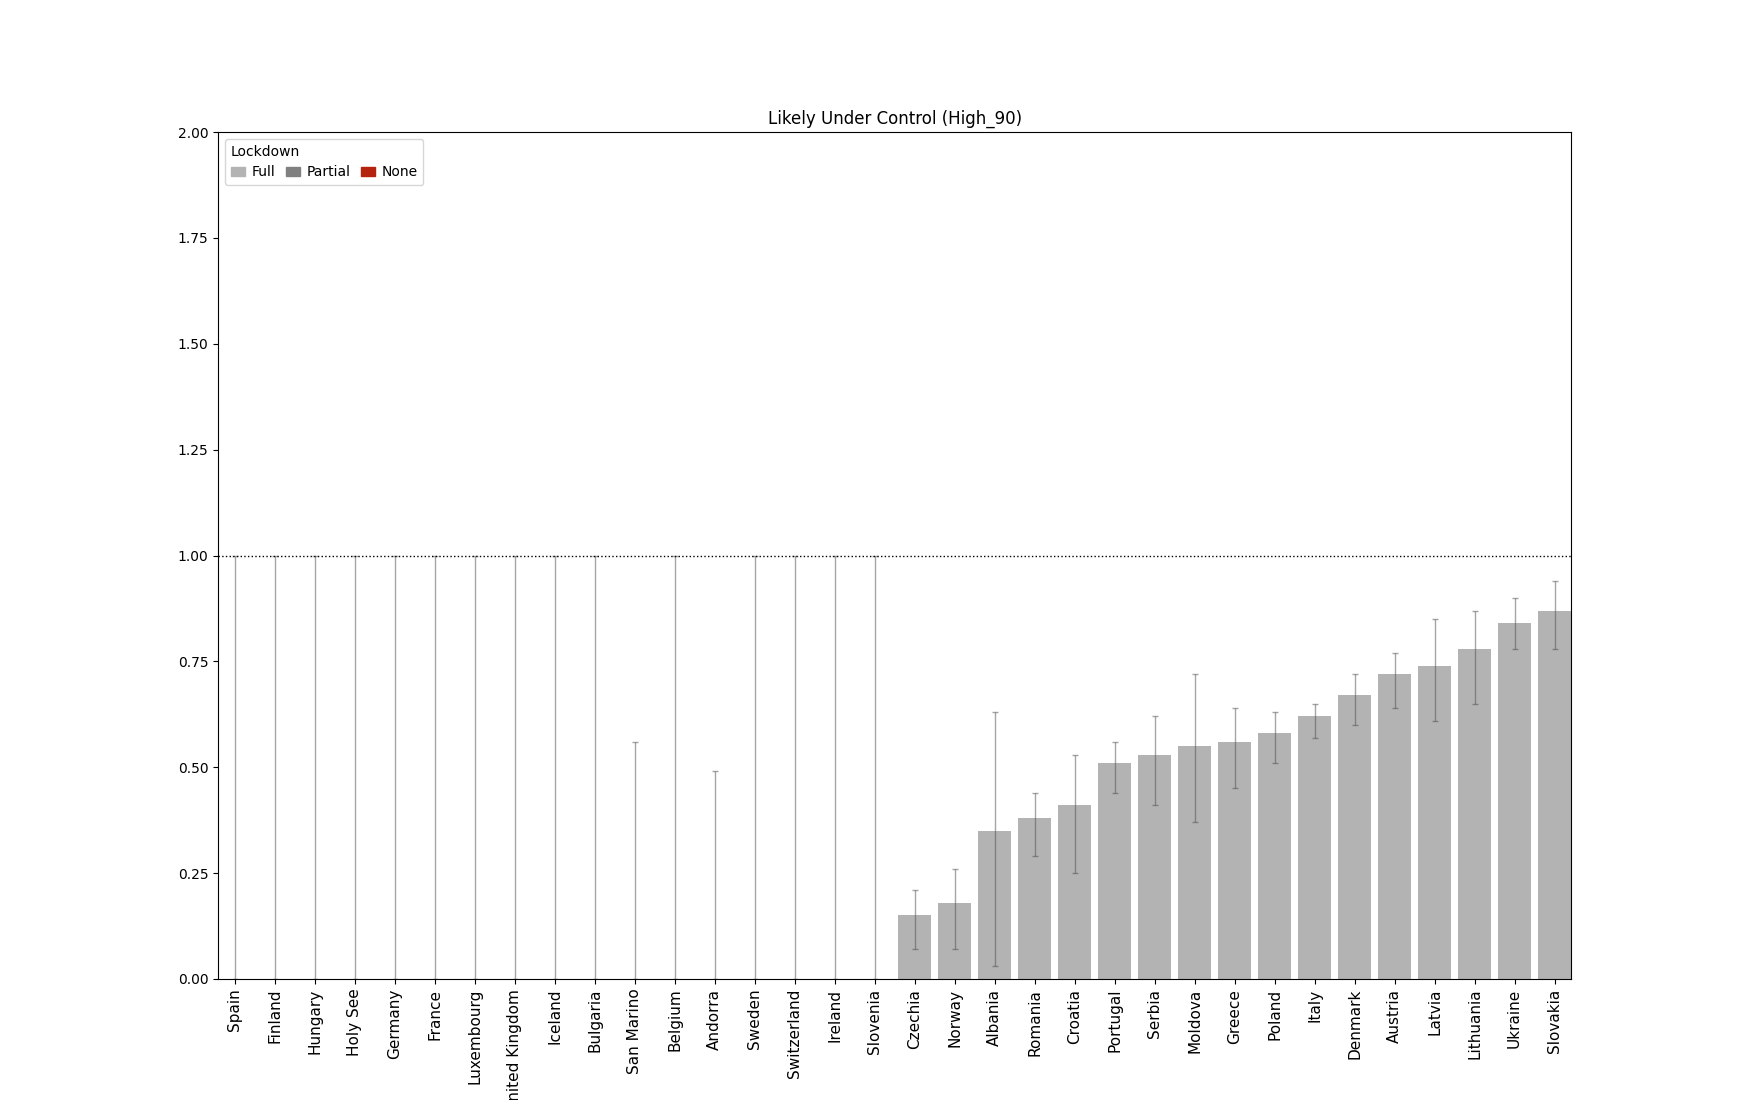 Likely Under Control (High_90)
Lockdown
Full Partial None
2.00
1.75
1.50
1.25
1.00
0.75
0.50
0.25
0.00
Spain
Finland
Hungary
Holy See
Germany
France
Luxembourg
nited Kingdom
Iceland
Bulgaria
San Marino
Belgium
Andorra
Sweden
Switzerland
Ireland
Slovenia
Czechia
Norway
Albania
Romania
Croatia
Portugal
Serbia
Moldova
Greece
Poland
Italy
Denmark
Austria
Latvia
Lithuania
Ukraine
Slovakia